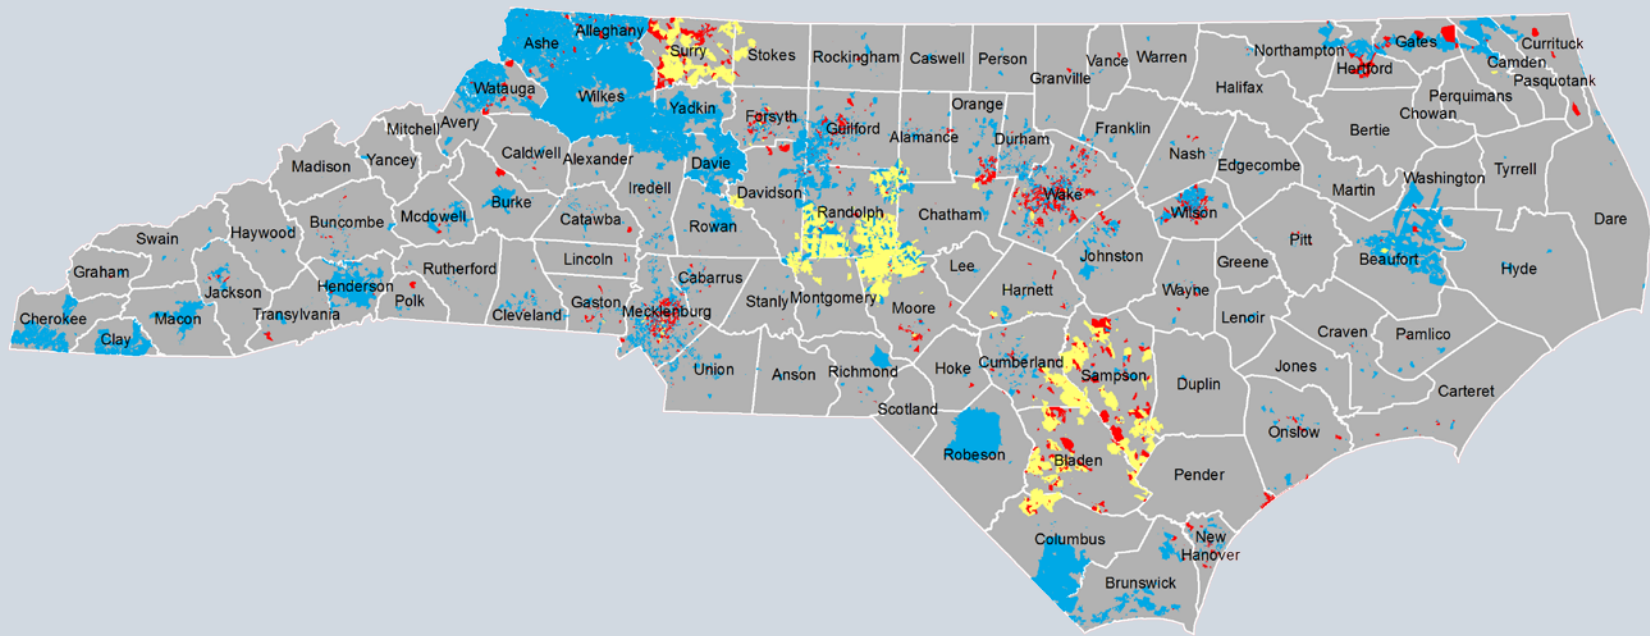 Alleghany
Ashe
Surry
Stokes
Rockingham
Caswell
Person
Vance
Warren
Granville
Northampton
Gates
Currituck
Hertford
Camden
Pasquotank
Halifax
Perquimans
Chowan
Watauga
Wilkes
Yadkin
Forsyth
Guilford
Alamance
Orange
Durham
Franklin
Bertie
Mitchell
Avery
Madison
Yancey
Caldwell
Alexander
Davie
Iredell
Davidson
Nash
Edgecombe
Martin
Washington
Tyrrell
Buncombe
Mcdowell
Burke
Catawba
Rowan
Randolph
Chatham
Wake
Wilson
Dare
Swain
Haywood
Pitt
Beaufort
Hyde
Graham
Jackson
Henderson
Rutherford
Lincoln
Cabarrus
Lee
Johnston
Greene
Cherokee
Macon
Transylvania
Polk
Cleveland
Gaston
Mecklenburg
Stanly
Montgomery
Moore
Harnett
Wayne
Lenoir
Craven
Pamlico
Clay
Union
Anson
Richmond
Hoke
Cumberland
Sampson
Duplin
Jones
Carteret
Scotland
Robeson
Bladen
Onslow
Pender
Columbus
New
Hanover
Brunswick